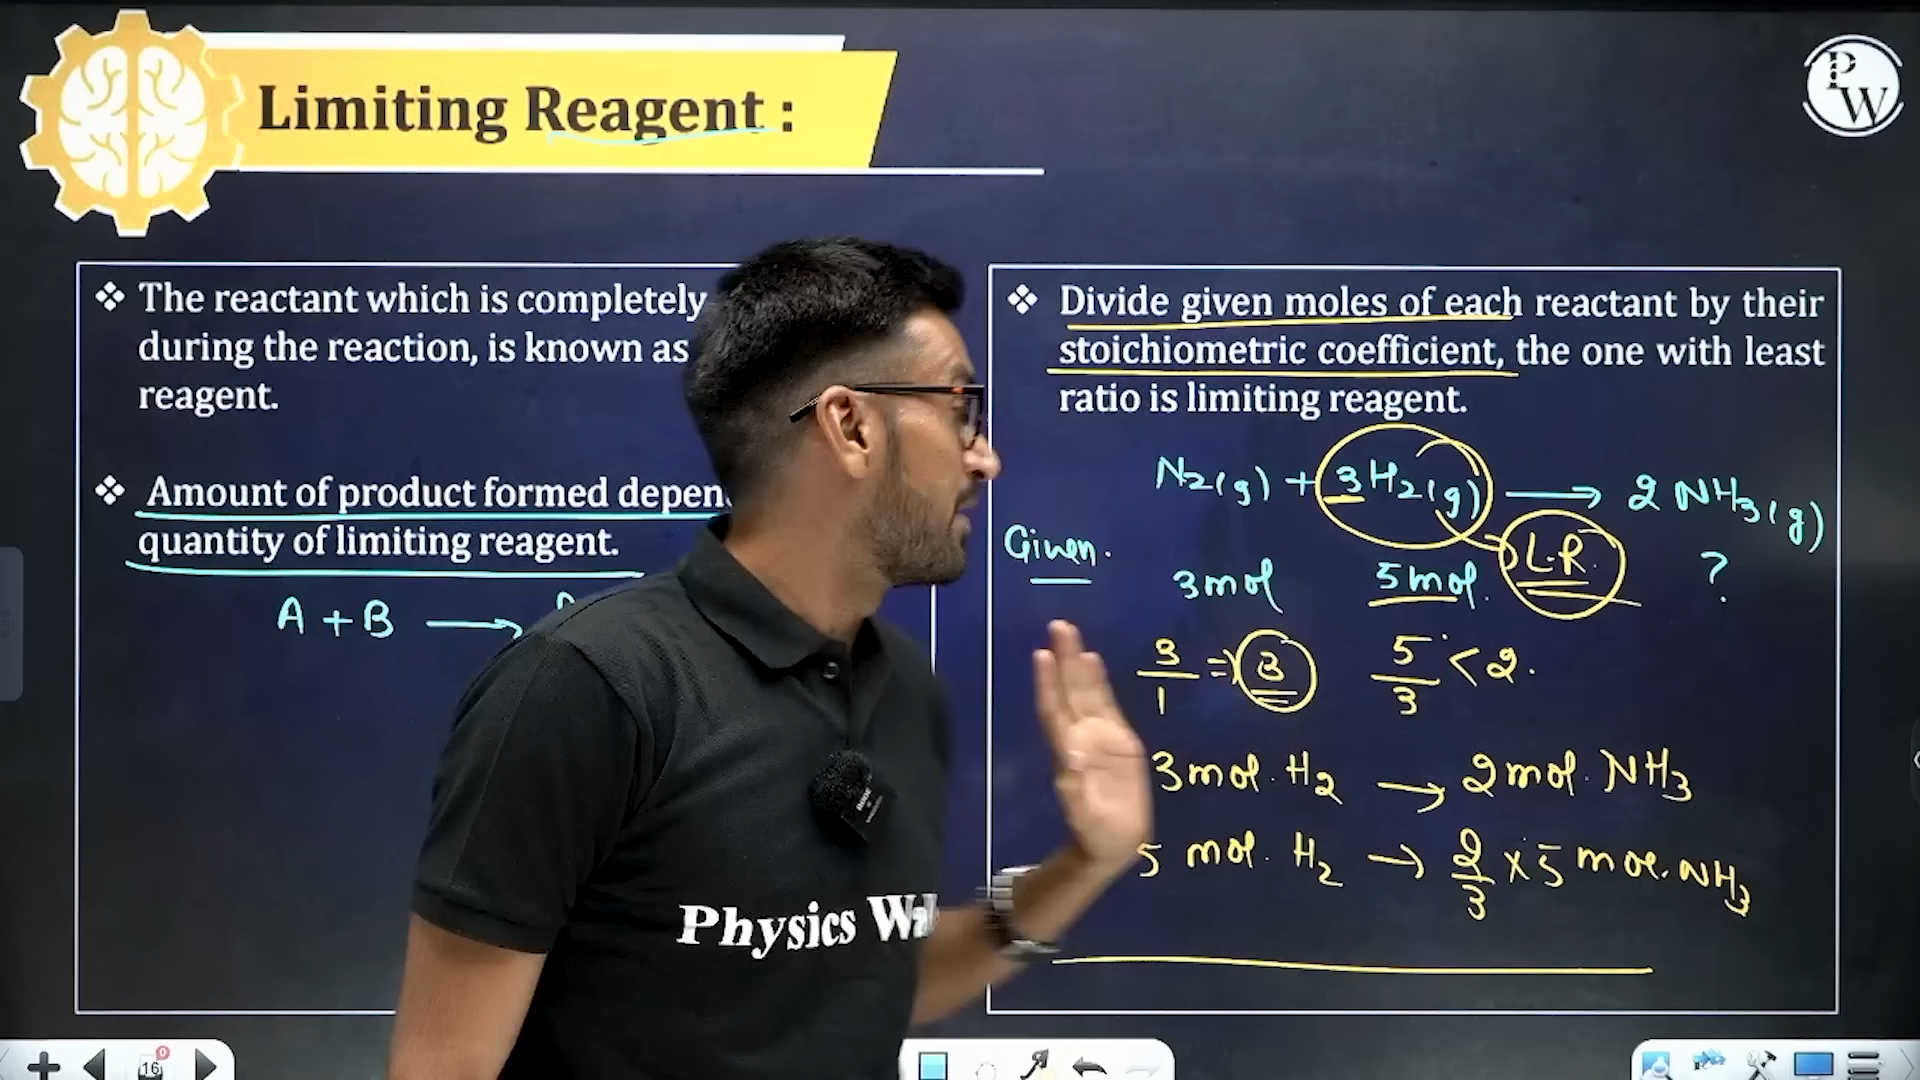 Limiting Reagent :
PW
❖ The reactant which is completely
during the reaction, is known as
reagent.
❖ Amount of product formed
quantity of limiting reagent.
A + B ⟶
❖ Divide given moles of each reactant by their
stoichiometric coefficient, the one with least
ratio is limiting reagent.
N2(g) + 3H2(g) ⟶ 2NH3(g)
Given. 3mol 5mol. L.R. ?
3/1 ⇒ 3 5/3 < 2.
3mol. H2 → 2mol. NH3
5 mol. H2 → 2/3 × 5 mol. NH3
Physics
16
0